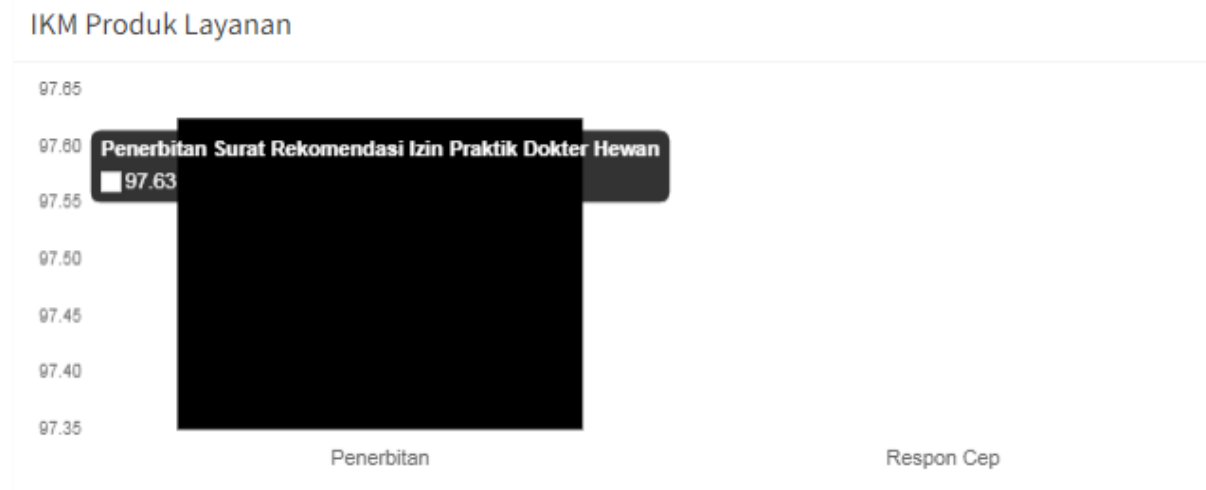 IKM Produk Layanan
97.65
97.60
Penerbitan Surat Rekomendasi Izin Praktik Dokter Hewan
97.63
97.55
97.50
97.45
97.40
97.35
Penerbitan
Respon Cep